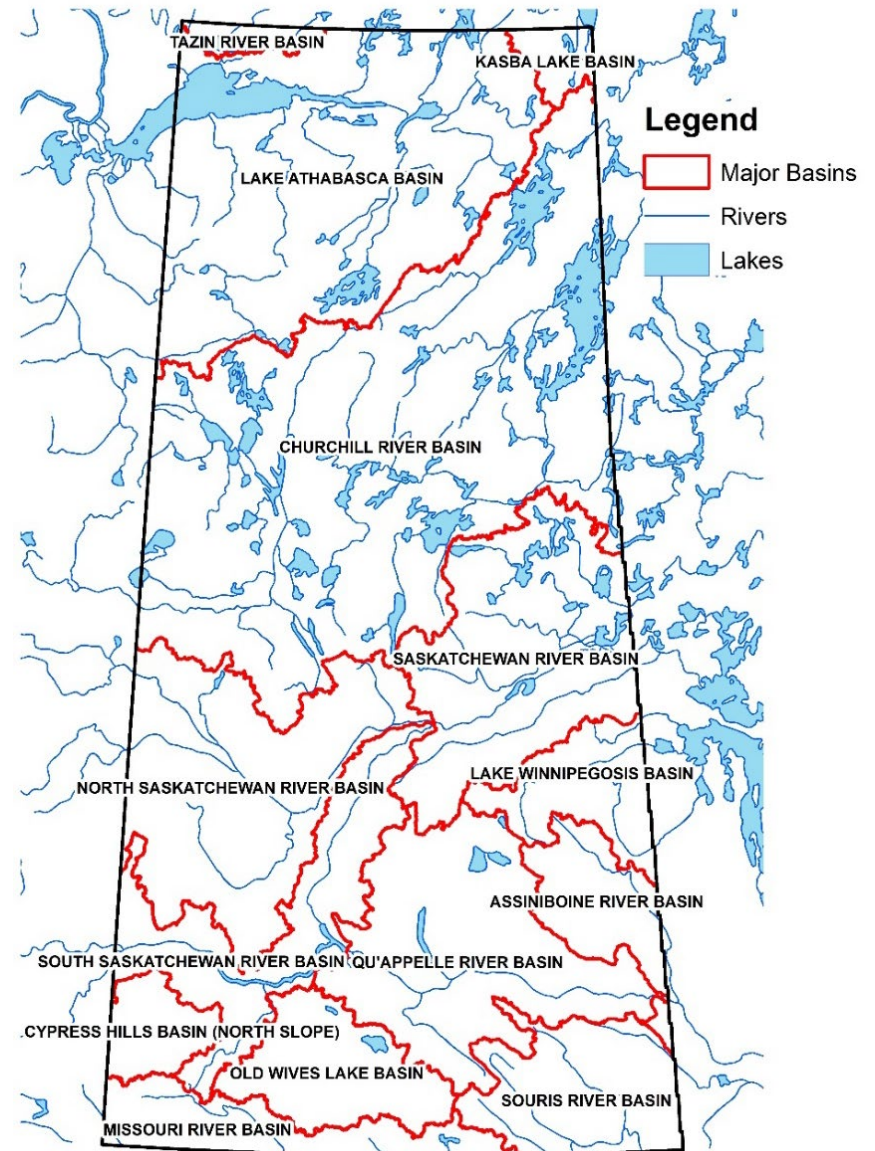 TAZIN RIVER BASIN
KASBA LAKE BASIN
Legend
Major Basins
Rivers
Lakes
LAKE ATHABASCA BASIN
CHURCHILL RIVER BASIN
SASKATCHEWAN RIVER BASIN
LAKE WINNIPEGOSIS BASIN
NORTH SASKATCHEWAN RIVER BASIN
ASSINIBOINE RIVER BASIN
SOUTH SASKATCHEWAN RIVER BASIN
QU'APPELLE RIVER BASIN
CYPRESS HILLS BASIN (NORTH SLOPE)
OLD WIVES LAKE BASIN
SOURIS RIVER BASIN
MISSOURI RIVER BASIN